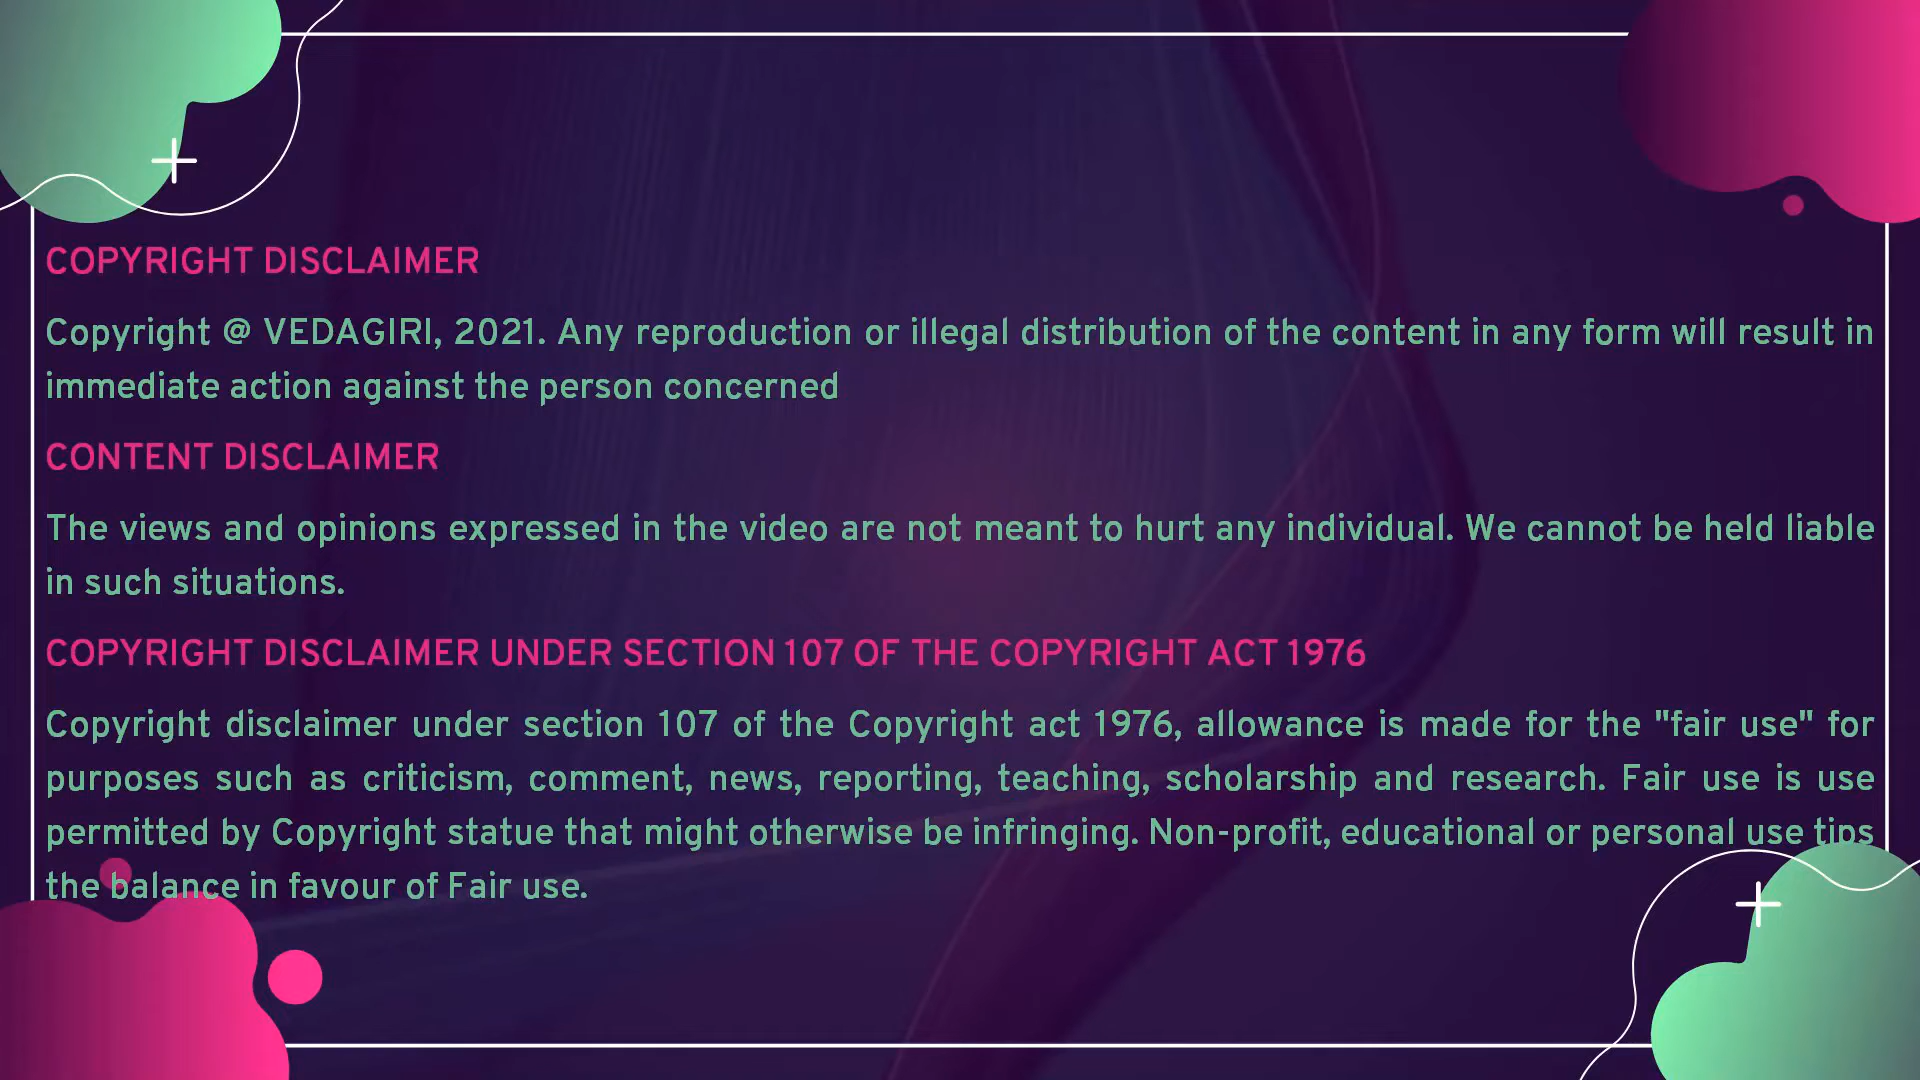 COPYRIGHT DISCLAIMER
Copyright @ VEDAGIRI, 2021. Any reproduction or illegal distribution of the content in any form will result in
immediate action against the person concerned
CONTENT DISCLAIMER
The views and opinions expressed in the video are not meant to hurt any individual. We cannot be held liable
in such situations.
COPYRIGHT DISCLAIMER UNDER SECTION 107 OF THE COPYRIGHT ACT 1976
Copyright disclaimer under section 107 of the Copyright act 1976, allowance is made for the "fair use" for
purposes such as criticism, comment, news, reporting, teaching, scholarship and research. Fair use is use
permitted by Copyright statue that might otherwise be infringing. Non-profit, educational or personal use tips
the balance in favour of Fair use.